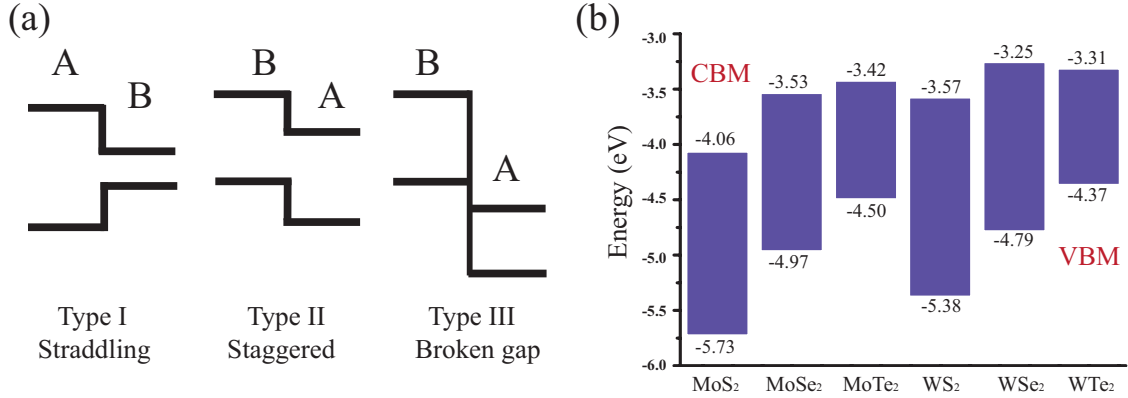 (a)
A
B
B
A
B
A
Type I
Straddling
Type II
Staggered
Type III
Broken gap
(b)
Energy (eV)
-3.0
-3.5
-4.0
-4.5
-5.0
-5.5
-6.0
CBM
VBM
-4.06
-5.73
-3.53
-4.97
-3.42
-4.50
-3.57
-5.38
-3.25
-4.79
-3.31
-4.37
MoS₂
MoSe₂
MoTe₂
WS₂
WSe₂
WTe₂